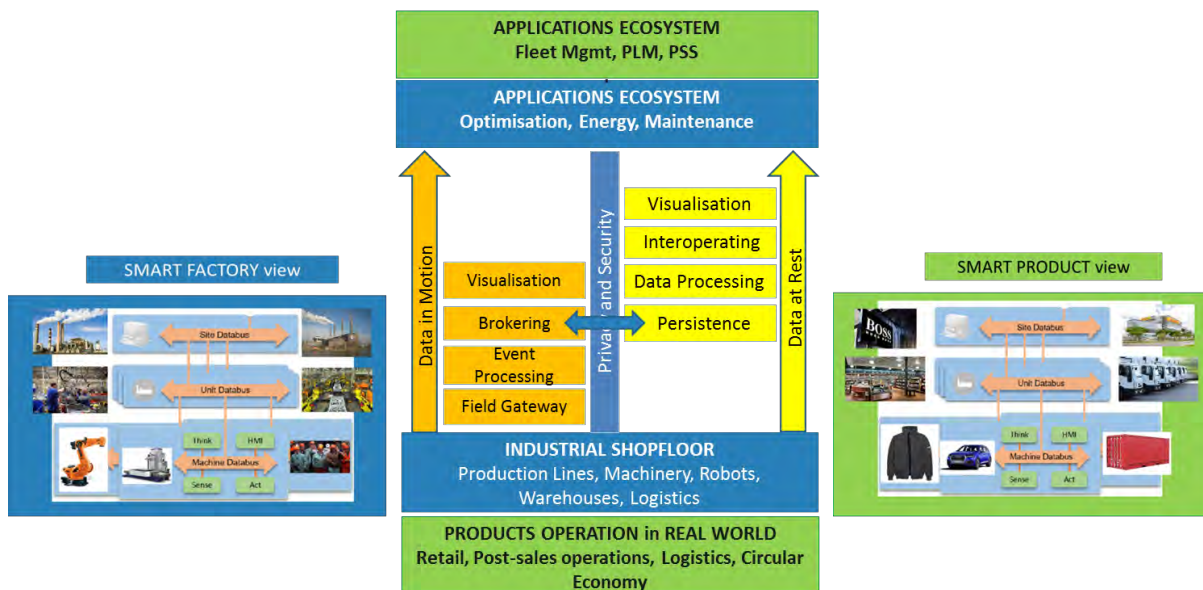 APPLICATIONS ECOSYSTEM
Fleet Mgmt, PLM, PSS
APPLICATIONS ECOSYSTEM
Optimisation, Energy, Maintenance
Data in Motion
Visualisation
Brokering
Event
Processing
Field Gateway
Privacy and Security
Visualisation
Interoperating
Data Processing
Persistence
Data at Rest
INDUSTRIAL SHOPFLOOR
Production Lines, Machinery, Robots,
Warehouses, Logistics
PRODUCTS OPERATION in REAL WORLD
Retail, Post-sales operations, Logistics, Circular
Economy
SMART FACTORY view
Site Databus
Unit Databus
Think
HMI
Machine Databus
Sense
Act
SMART PRODUCT view
BOSS
Site Databus
Unit Databus
Think
HMI
Machine Databus
Sense
Act